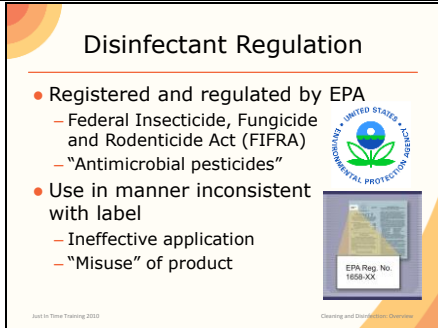 Disinfectant Regulation
• Registered and regulated by EPA
– Federal Insecticide, Fungicide
and Rodenticide Act (FIFRA)
– "Antimicrobial pesticides"
• Use in manner inconsistent
with label
– Ineffective application
– "Misuse" of product
UNITED STATES
ENVIRONMENTAL PROTECTION AGENCY
EPA Reg. No.
1658-XX
Just In Time Training 2010
Cleaning and Disinfection: Overview